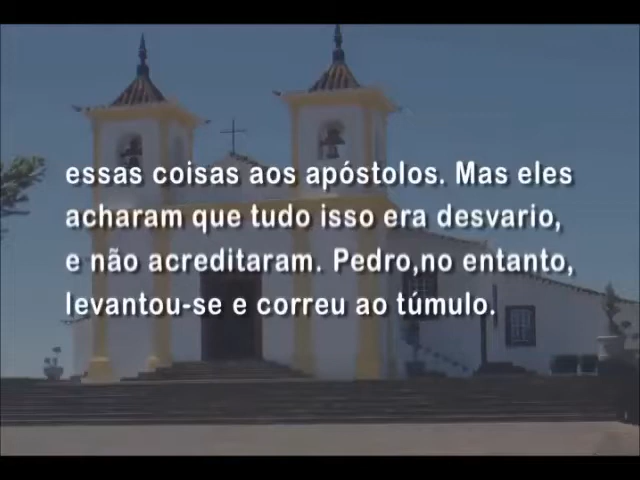 essas coisas aos apóstolos. Mas eles
acharam que tudo isso era desvario,
e não acreditaram. Pedro,no entanto,
levantou-se e correu ao túmulo.